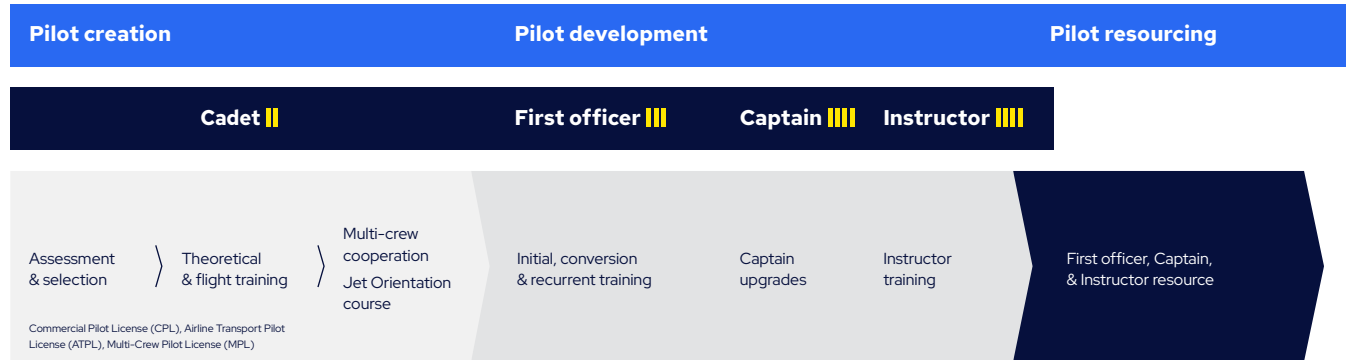 Pilot creation
Pilot development
Pilot resourcing
Cadet
First officer
Captain
Instructor
Assessment
& selection
Theoretical
& flight training
Multi-crew
cooperation
Jet Orientation
course
Commercial Pilot License (CPL), Airline Transport Pilot
License (ATPL), Multi-Crew Pilot License (MPL)
Initial, conversion
& recurrent training
Captain
upgrades
Instructor
training
First officer, Captain,
& Instructor resource